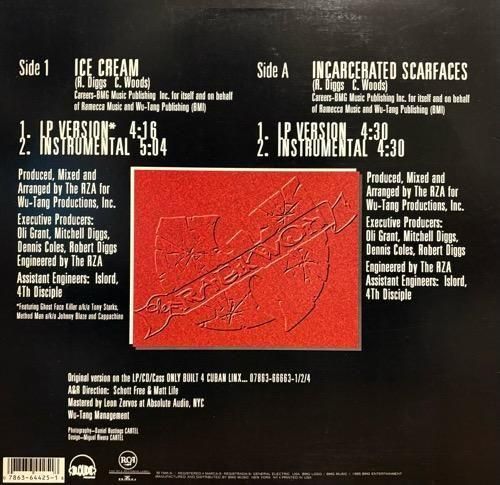 Side 1
ICE CREAM
(R. Diggs C. Woods)
Careers-BMG Music Publishing Inc. for itself and on behalf
of Ramecca Music and Wu-Tang Publishing (BMI)
1. LP VERSION* 4:16
2. INSTRUMENTAL 5:04
Produced, Mixed and
Arranged by The RZA for
Wu-Tang Productions, Inc.
Executive Producers:
Oli Grant, Mitchell Diggs,
Dennis Coles, Robert Diggs
Engineered by The RZA
Assistant Engineers: Islord,
4Th Disciple
*Featuring Ghost Face Killer a/k/a Tony Starks,
Method Man a/k/a Johnny Blaze and Cappachino
Side A
INCARCERATED SCARFACES
(R. Diggs C. Woods)
Careers-BMG Music Publishing Inc. for itself and on behalf
of Ramecca Music and Wu-Tang Publishing (BMI)
1. LP VERSION 4:30
2. INSTRUMENTAL 4:30
Produced, Mixed and
Arranged by The RZA for
Wu-Tang Productions, Inc.
Executive Producers:
Oli Grant, Mitchell Diggs,
Dennis Coles, Robert Diggs
Engineered by The RZA
Assistant Engineers: Islord,
4Th Disciple
RAEKWON
Original version on the LP/CD/Cass ONLY BUILT 4 CUBAN LINX... 07863-66663-1/2/4
A&R Direction: Schott Free & Matt Life
Mastered by Leon Zervos at Absolute Audio, NYC
Wu-Tang Management
Photography-Daniel Hastings CARTEL
Design-Miguel Rivera CARTEL
0 7863-64425-1 8
RCA
BMG